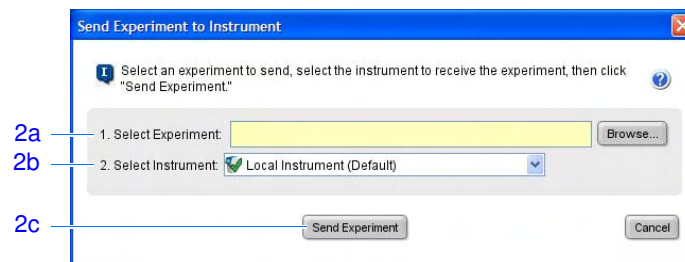 Send Experiment to Instrument
Select an experiment to send, select the instrument to receive the experiment, then click
"Send Experiment."
2a 1. Select Experiment: Browse...
2b 2. Select Instrument: Local Instrument (Default)
2c Send Experiment Cancel